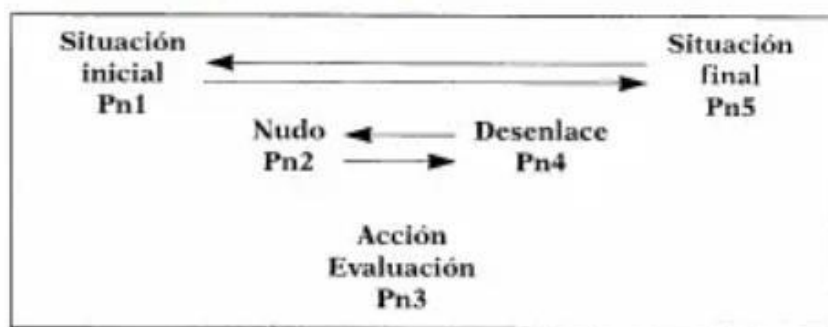 Situación
inicial
Pn1
Situación
final
Pn5
Nudo
Pn2
Desenlace
Pn4
Acción
Evaluación
Pn3